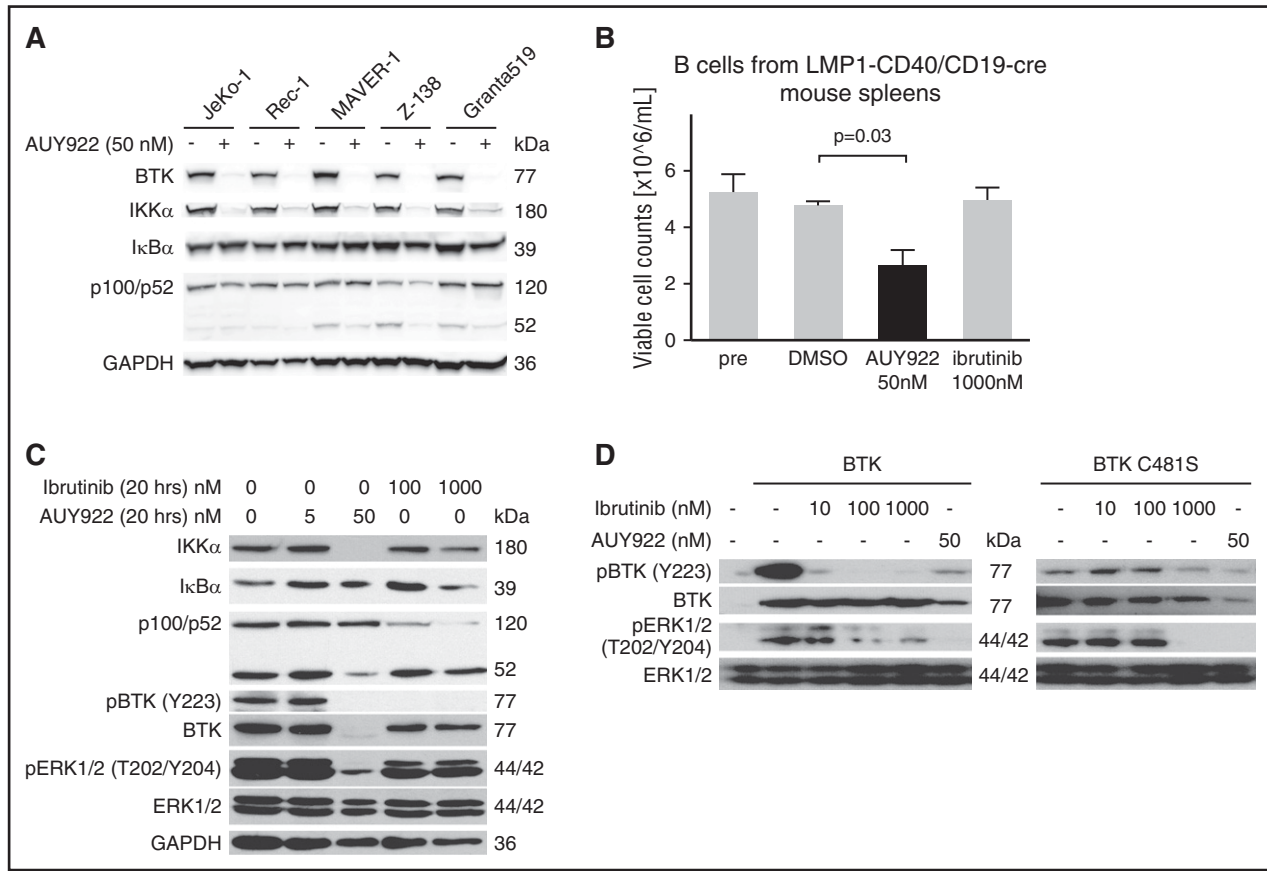 A
JeKo-1 Rec-1 MAVER-1 Z-138 Granta519
AUY922 (50 nM) - + - + - + - + - + kDa
BTK 77
IKKα 180
IκBα 39
p100/p52 120
52
GAPDH 36
B
B cells from LMP1-CD40/CD19-cre
mouse spleens
Viable cell counts [x10^6/mL]
p=0.03
6
4
2
0
pre DMSO AUY922 ibrutinib
50nM 1000nM
C
Ibrutinib (20 hrs) nM 0 0 0 100 1000
AUY922 (20 hrs) nM 0 5 50 0 0 kDa
IKKα 180
IκBα 39
p100/p52 120
52
pBTK (Y223) 77
BTK 77
pERK1/2 (T202/Y204) 44/42
ERK1/2 44/42
GAPDH 36
D
BTK BTK C481S
Ibrutinib (nM) - - 10 100 1000 - - 10 100 1000 -
AUY922 (nM) - - - - - 50 kDa - - - - 50
pBTK (Y223) 77
BTK 77
pERK1/2
(T202/Y204) 44/42
ERK1/2 44/42